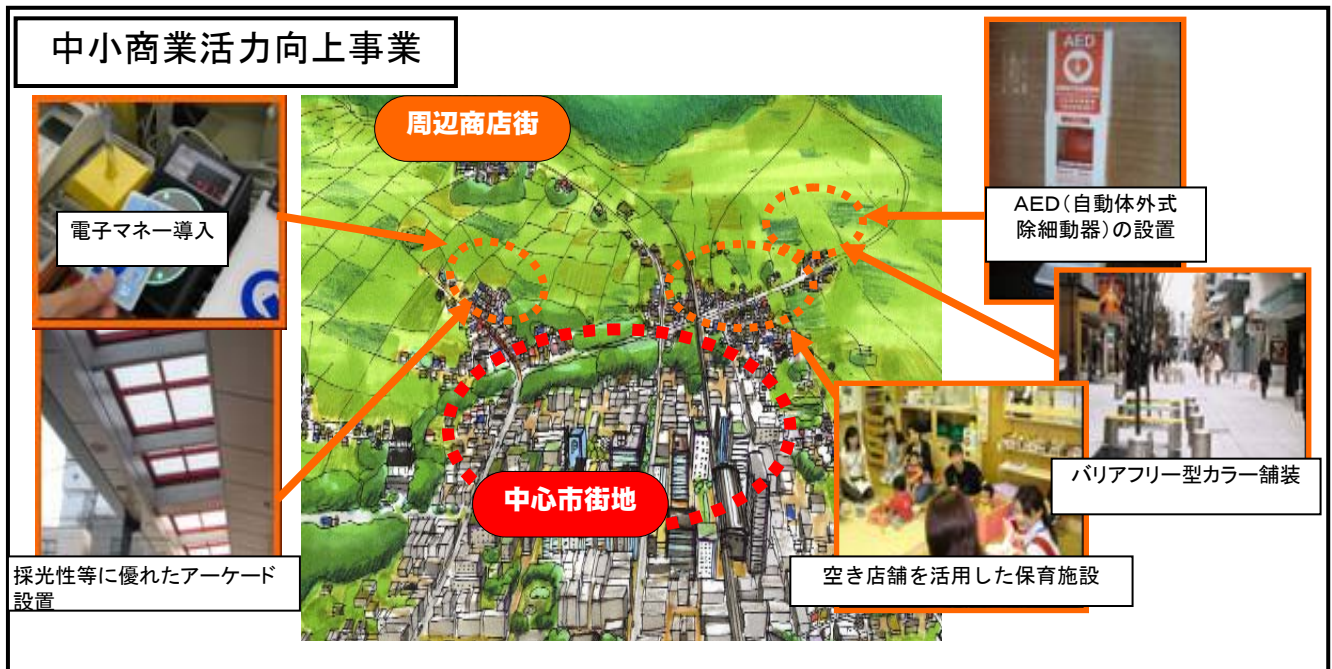 中小商業活力向上事業
周辺商店街
AED
電子マネー導入
AED(自動体外式
除細動器)の設置
バリアフリー型カラー舗装
中心市街地
採光性等に優れたアーケード
設置
空き店舗を活用した保育施設